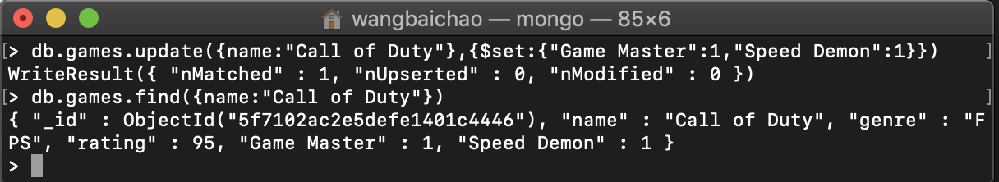 wangbaichao — mongo — 85×6
[> db.games.update({name:"Call of Duty"},{$set:{"Game Master":1,"Speed Demon":1}}) ]
WriteResult({ "nMatched" : 1, "nUpserted" : 0, "nModified" : 0 })
[> db.games.find({name:"Call of Duty"}) ]
{ "_id" : ObjectId("5f7102ac2e5defe1401c4446"), "name" : "Call of Duty", "genre" : "F
PS", "rating" : 95, "Game Master" : 1, "Speed Demon" : 1 }
>